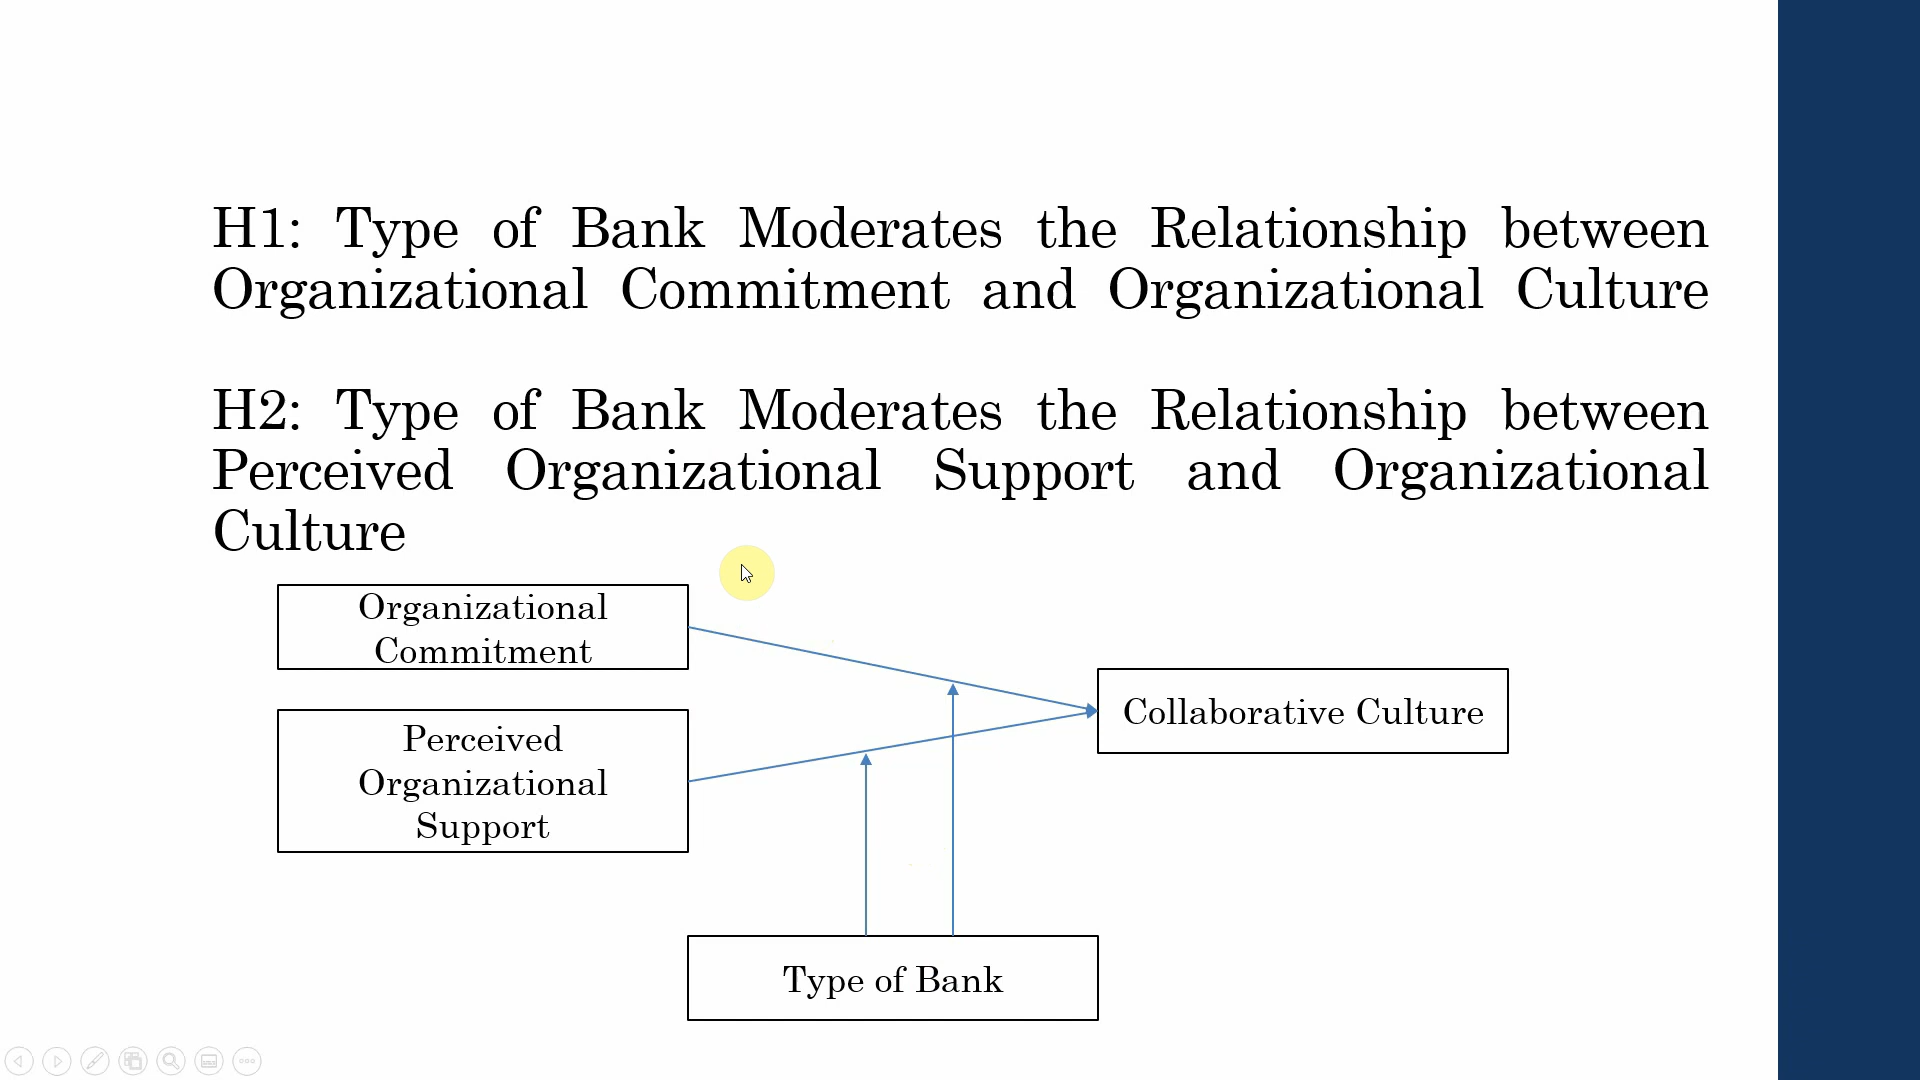 H1: Type of Bank Moderates the Relationship between
Organizational Commitment and Organizational Culture
H2: Type of Bank Moderates the Relationship between
Perceived Organizational Support and Organizational
Culture
Organizational
Commitment
Perceived
Organizational
Support
Collaborative Culture
Type of Bank